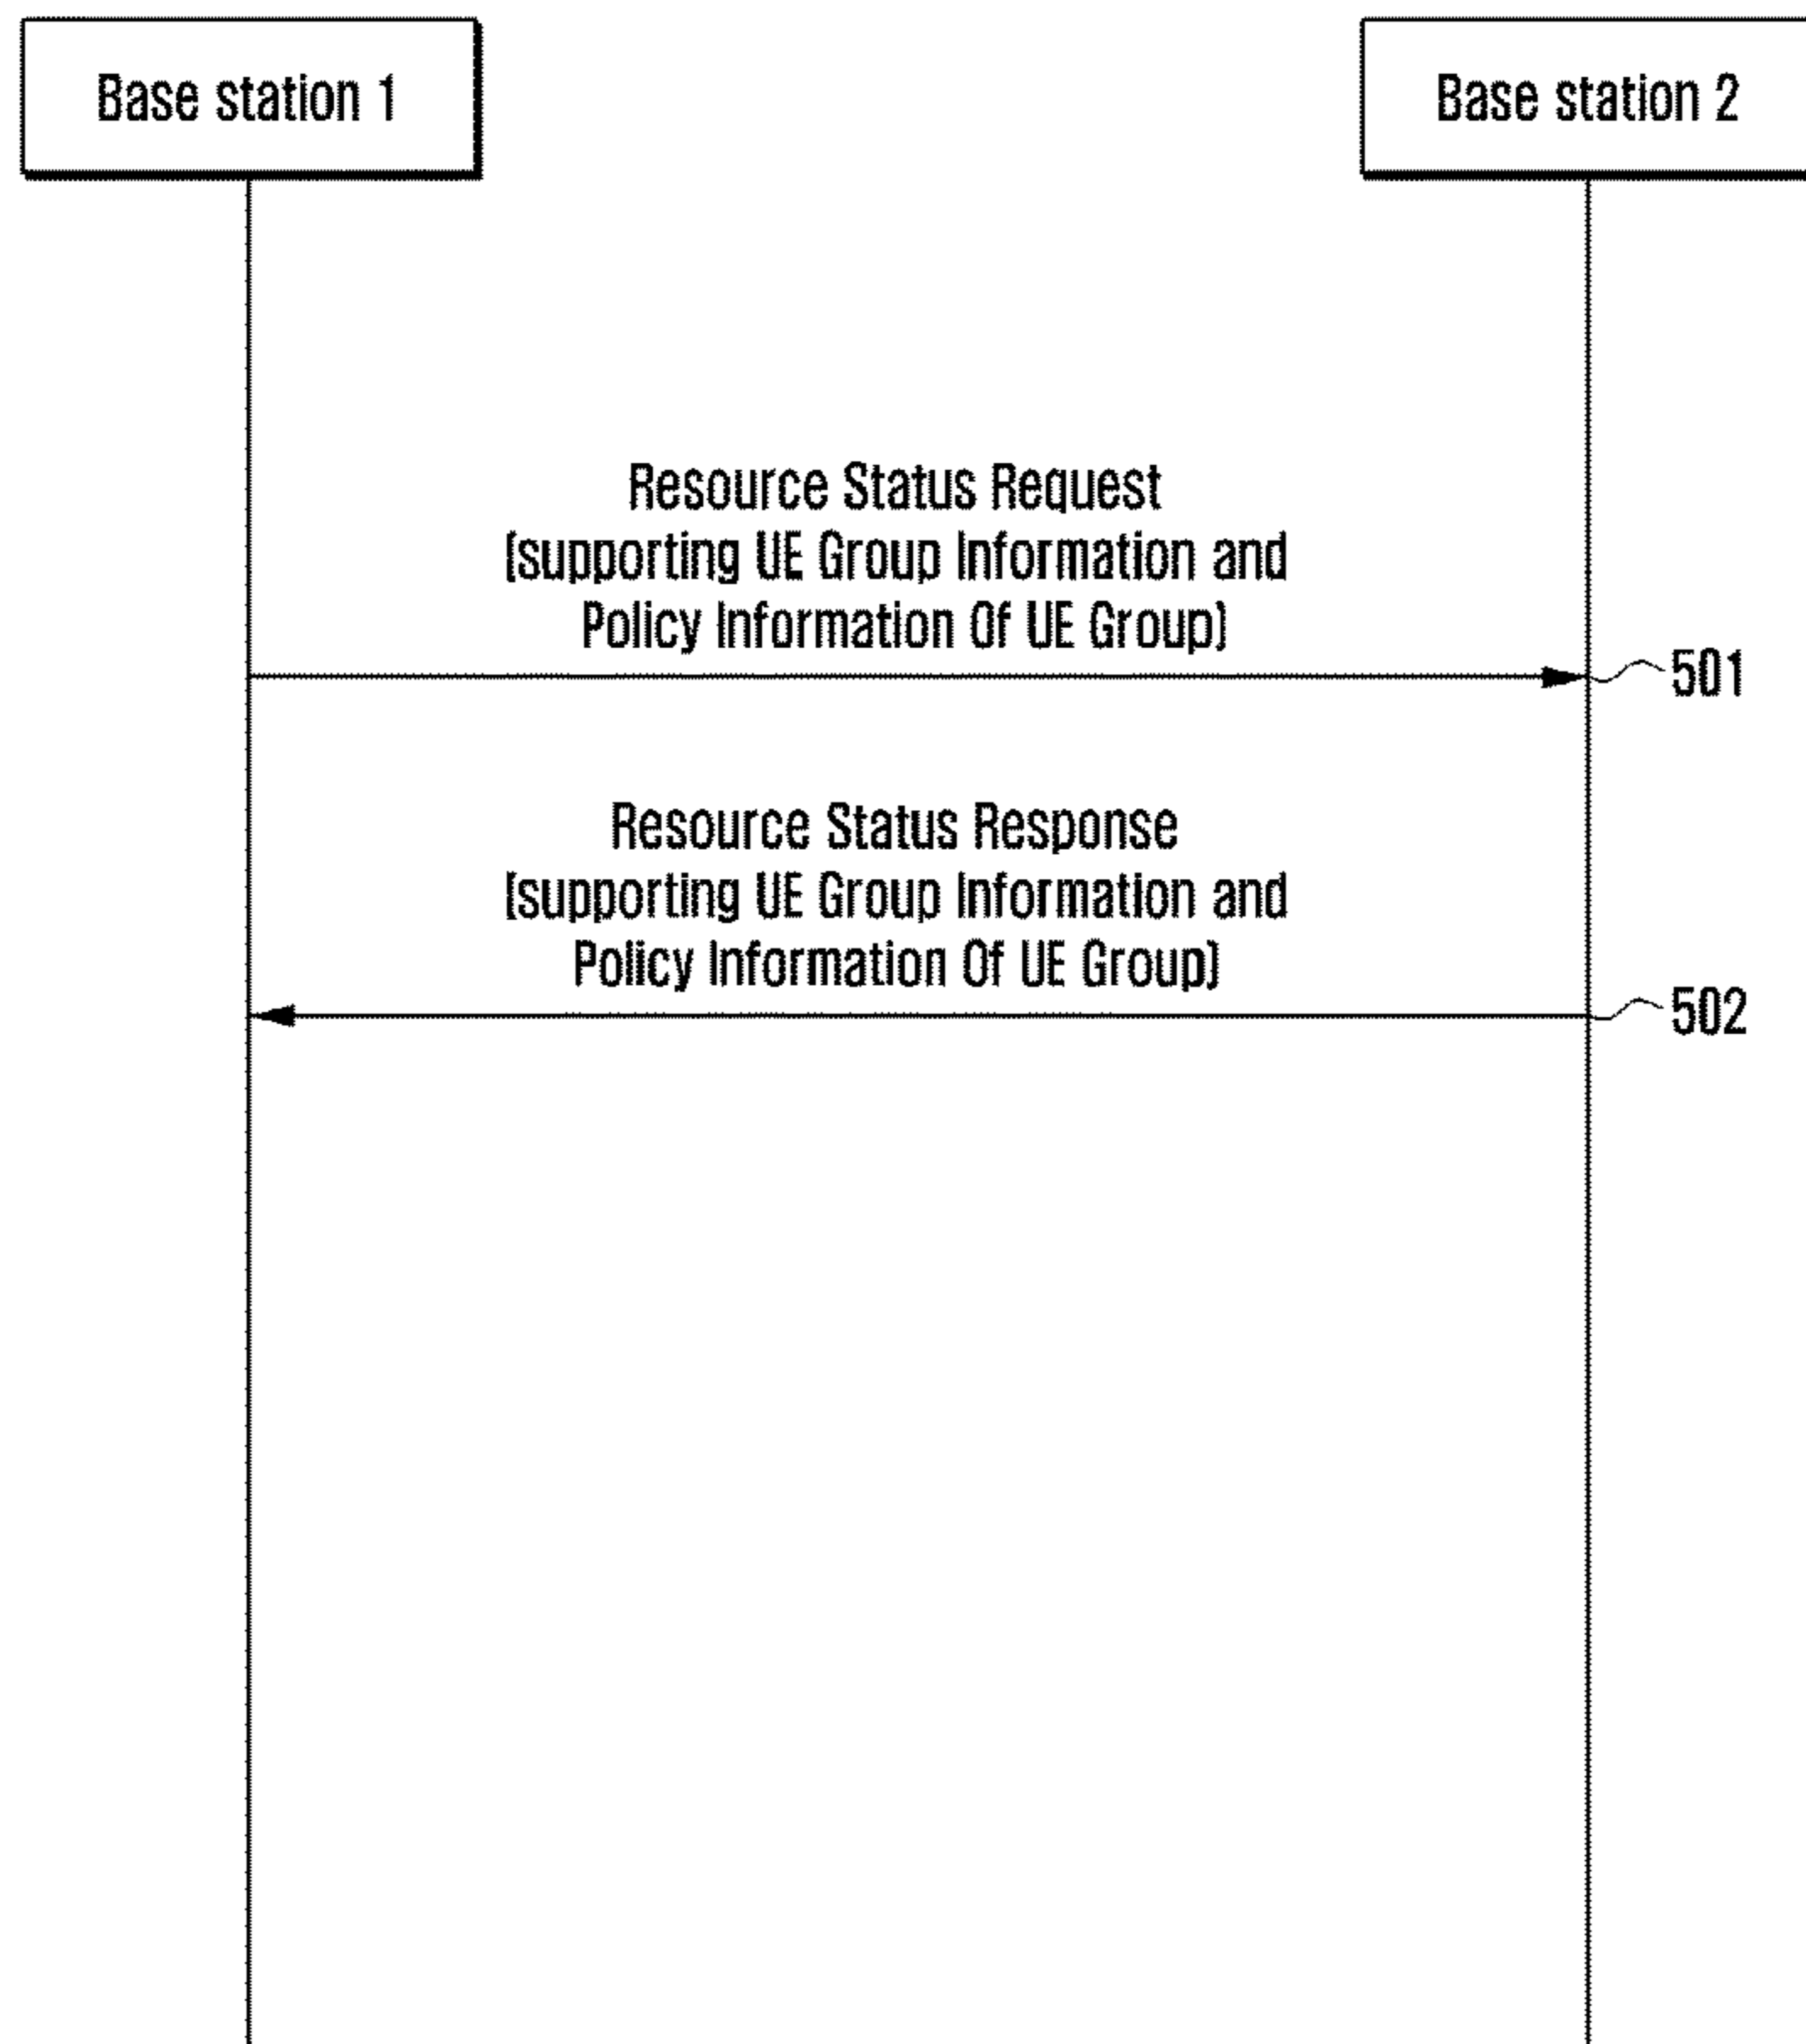 Base station 1
Base station 2
Resource Status Request
(supporting UE Group Information and
Policy Information Of UE Group)
501
Resource Status Response
(supporting UE Group Information and
Policy Information Of UE Group)
502